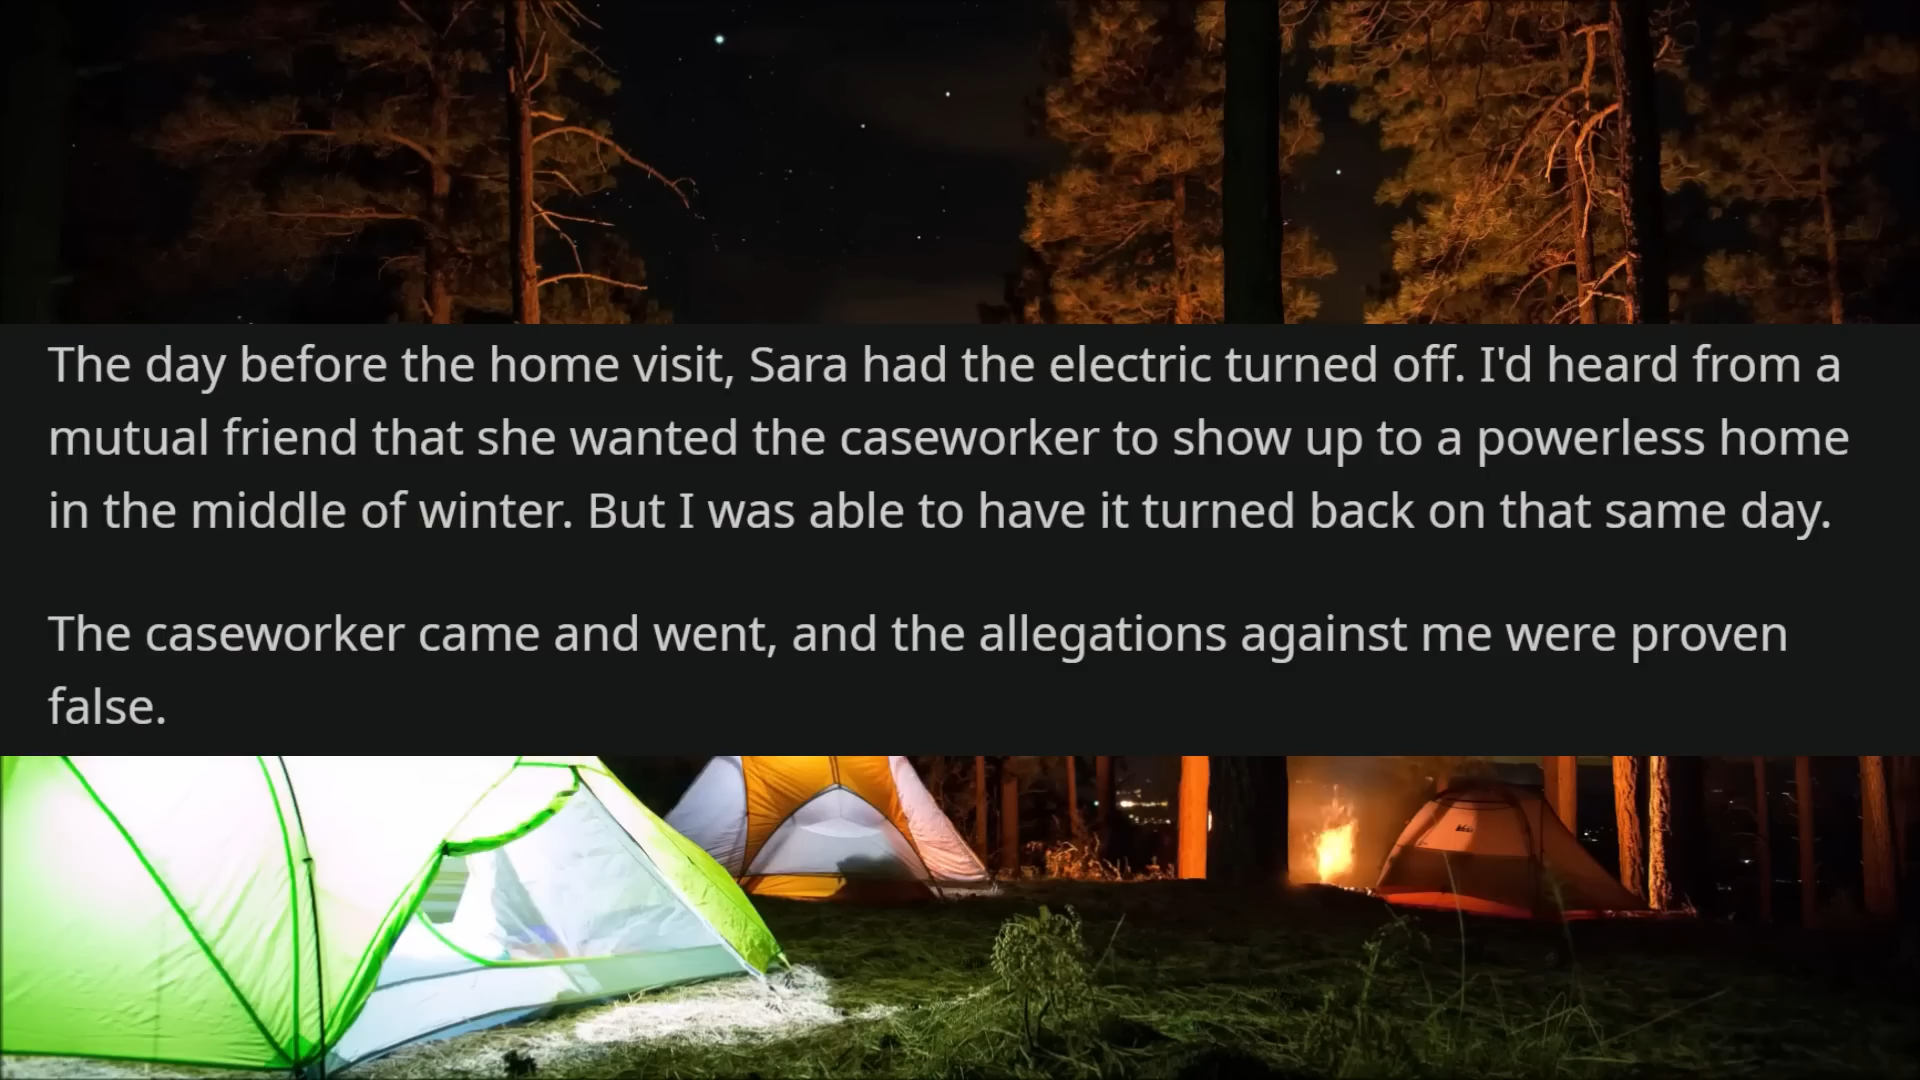 The day before the home visit, Sara had the electric turned off. I'd heard from a
mutual friend that she wanted the caseworker to show up to a powerless home
in the middle of winter. But I was able to have it turned back on that same day.
The caseworker came and went, and the allegations against me were proven
false.